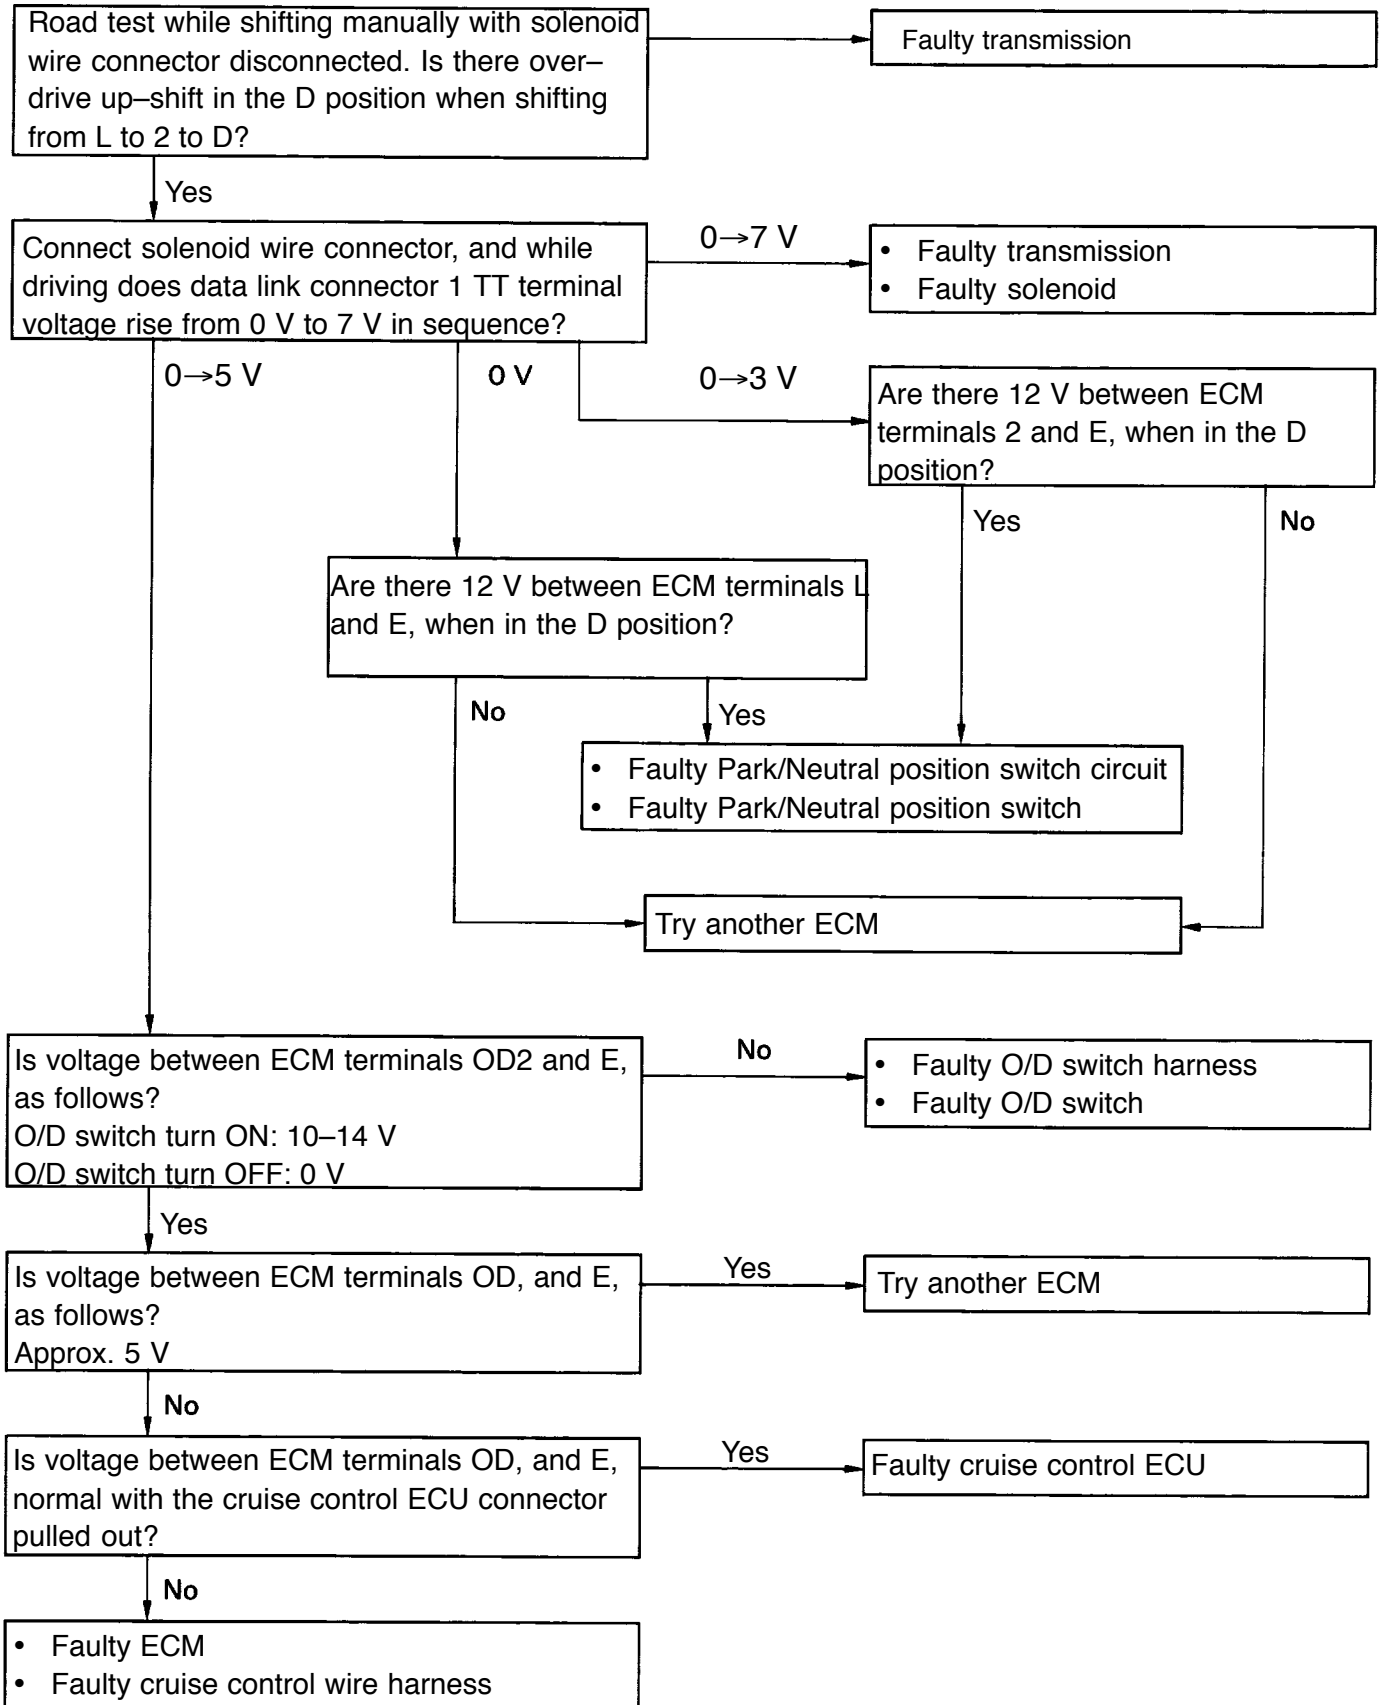 Road test while shifting manually with solenoid
wire connector disconnected. Is there over–
drive up–shift in the D position when shifting
from L to 2 to D?
Faulty transmission
Yes
Connect solenoid wire connector, and while
driving does data link connector 1 TT terminal
voltage rise from 0 V to 7 V in sequence?
0→7 V
• Faulty transmission
• Faulty solenoid
0→5 V
0 V
0→3 V
Are there 12 V between ECM
terminals 2 and E, when in the D
position?
Yes
No
Are there 12 V between ECM terminals L
and E, when in the D position?
No
Yes
• Faulty Park/Neutral position switch circuit
• Faulty Park/Neutral position switch
Try another ECM
Is voltage between ECM terminals OD2 and E,
as follows?
O/D switch turn ON: 10–14 V
O/D switch turn OFF: 0 V
No
• Faulty O/D switch harness
• Faulty O/D switch
Yes
Is voltage between ECM terminals OD, and E,
as follows?
Approx. 5 V
Yes
Try another ECM
No
Is voltage between ECM terminals OD, and E,
normal with the cruise control ECU connector
pulled out?
Yes
Faulty cruise control ECU
No
• Faulty ECM
• Faulty cruise control wire harness